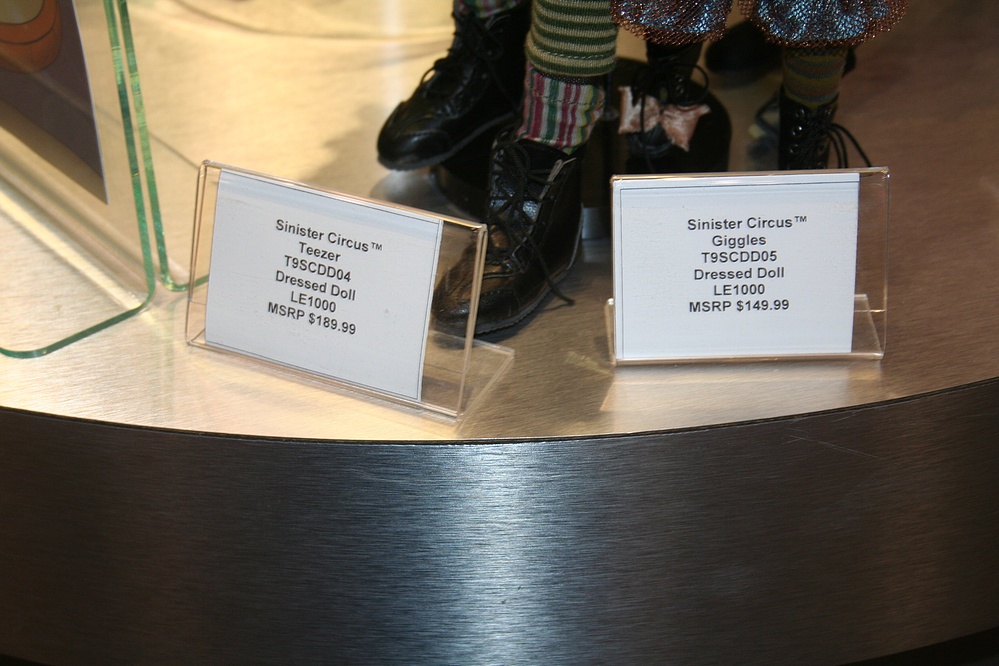 Sinister Circus™
Teezer
T9SCDD04
Dressed Doll
LE1000
MSRP $189.99
Sinister Circus™
Giggles
T9SCDD05
Dressed Doll
LE1000
MSRP $149.99